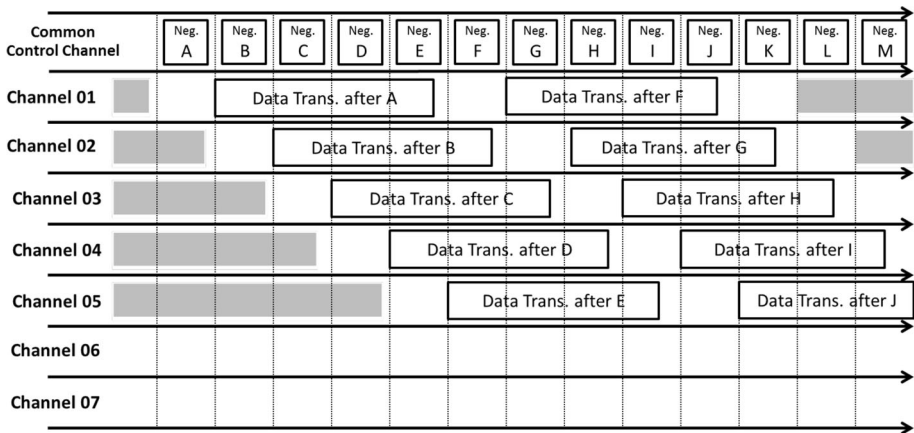 Common
Control Channel
Neg. Neg. Neg. Neg. Neg. Neg. Neg. Neg. Neg. Neg. Neg. Neg. Neg.
A B C D E F G H I J K L M
Channel 01 Data Trans. after A Data Trans. after F
Channel 02 Data Trans. after B Data Trans. after G
Channel 03 Data Trans. after C Data Trans. after H
Channel 04 Data Trans. after D Data Trans. after I
Channel 05 Data Trans. after E Data Trans. after J
Channel 06
Channel 07